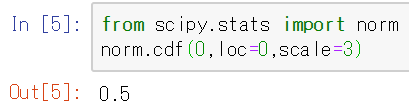 In [5]: from scipy.stats import norm
norm.cdf(0,loc=0,scale=3)
Out[5]: 0.5